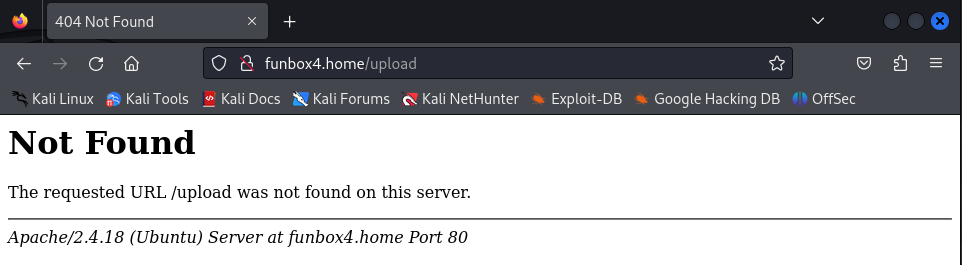 404 Not Found
funbox4.home/upload
Kali Linux Kali Tools Kali Docs Kali Forums Kali NetHunter Exploit-DB Google Hacking DB OffSec
Not Found
The requested URL /upload was not found on this server.
Apache/2.4.18 (Ubuntu) Server at funbox4.home Port 80